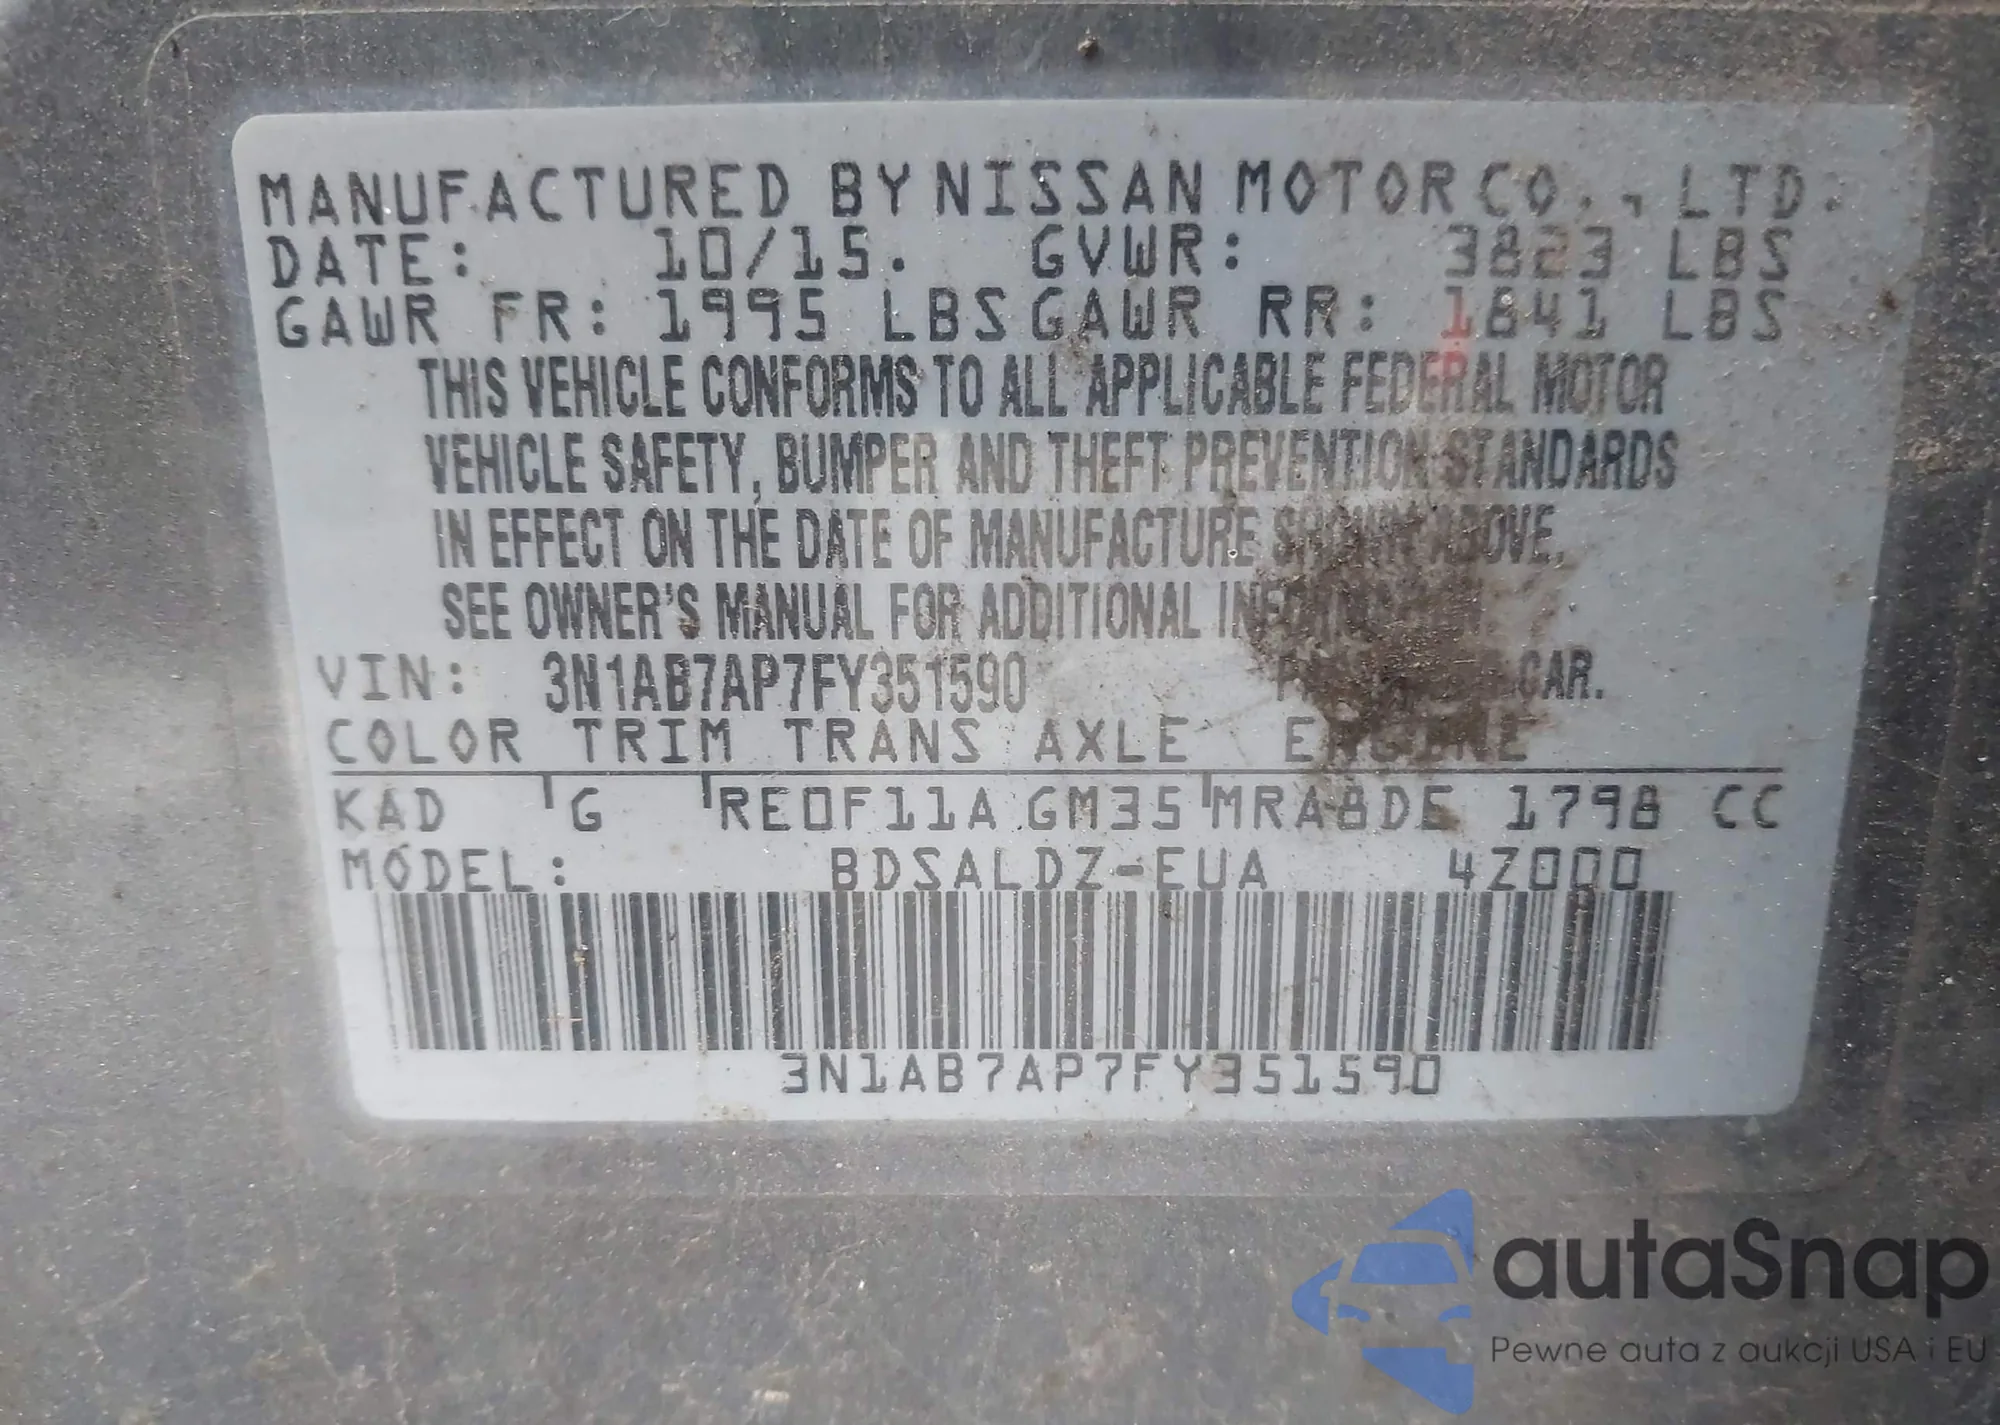 MANUFACTURED BY NISSAN MOTOR CO., LTD.
DATE: 10/15. GVWR: 3823 LBS
GAWR FR: 1995 LBS GAWR RR: 1841 LBS
THIS VEHICLE CONFORMS TO ALL APPLICABLE FEDERAL MOTOR
VEHICLE SAFETY, BUMPER AND THEFT PREVENTION STANDARDS
IN EFFECT ON THE DATE OF MANUFACTURE SHOWN ABOVE.
SEE OWNER'S MANUAL FOR ADDITIONAL
VIN: 3N1AB7AP7FY351590 CAR.
COLOR TRIM TRANS AXLE ENGINE
KAD G RE0F11A GM35 MRA8DE 1798 CC
MODEL: BDSALDZ-EUA 4Z000
3N1AB7AP7FY351590
autaSnap
Pewne auta z aukcji USA i EU